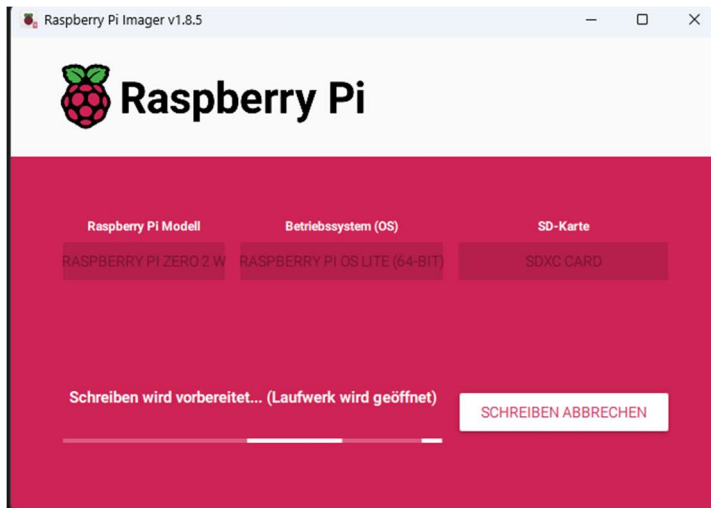 Raspberry Pi Imager v1.8.5
Raspberry Pi
Raspberry Pi Modell
Betriebssystem (OS)
SD-Karte
RASPBERRY PI ZERO 2 W
RASPBERRY PI OS LITE (64-BIT)
SDXC CARD
Schreiben wird vorbereitet... (Laufwerk wird geöffnet)
SCHREIBEN ABBRECHEN